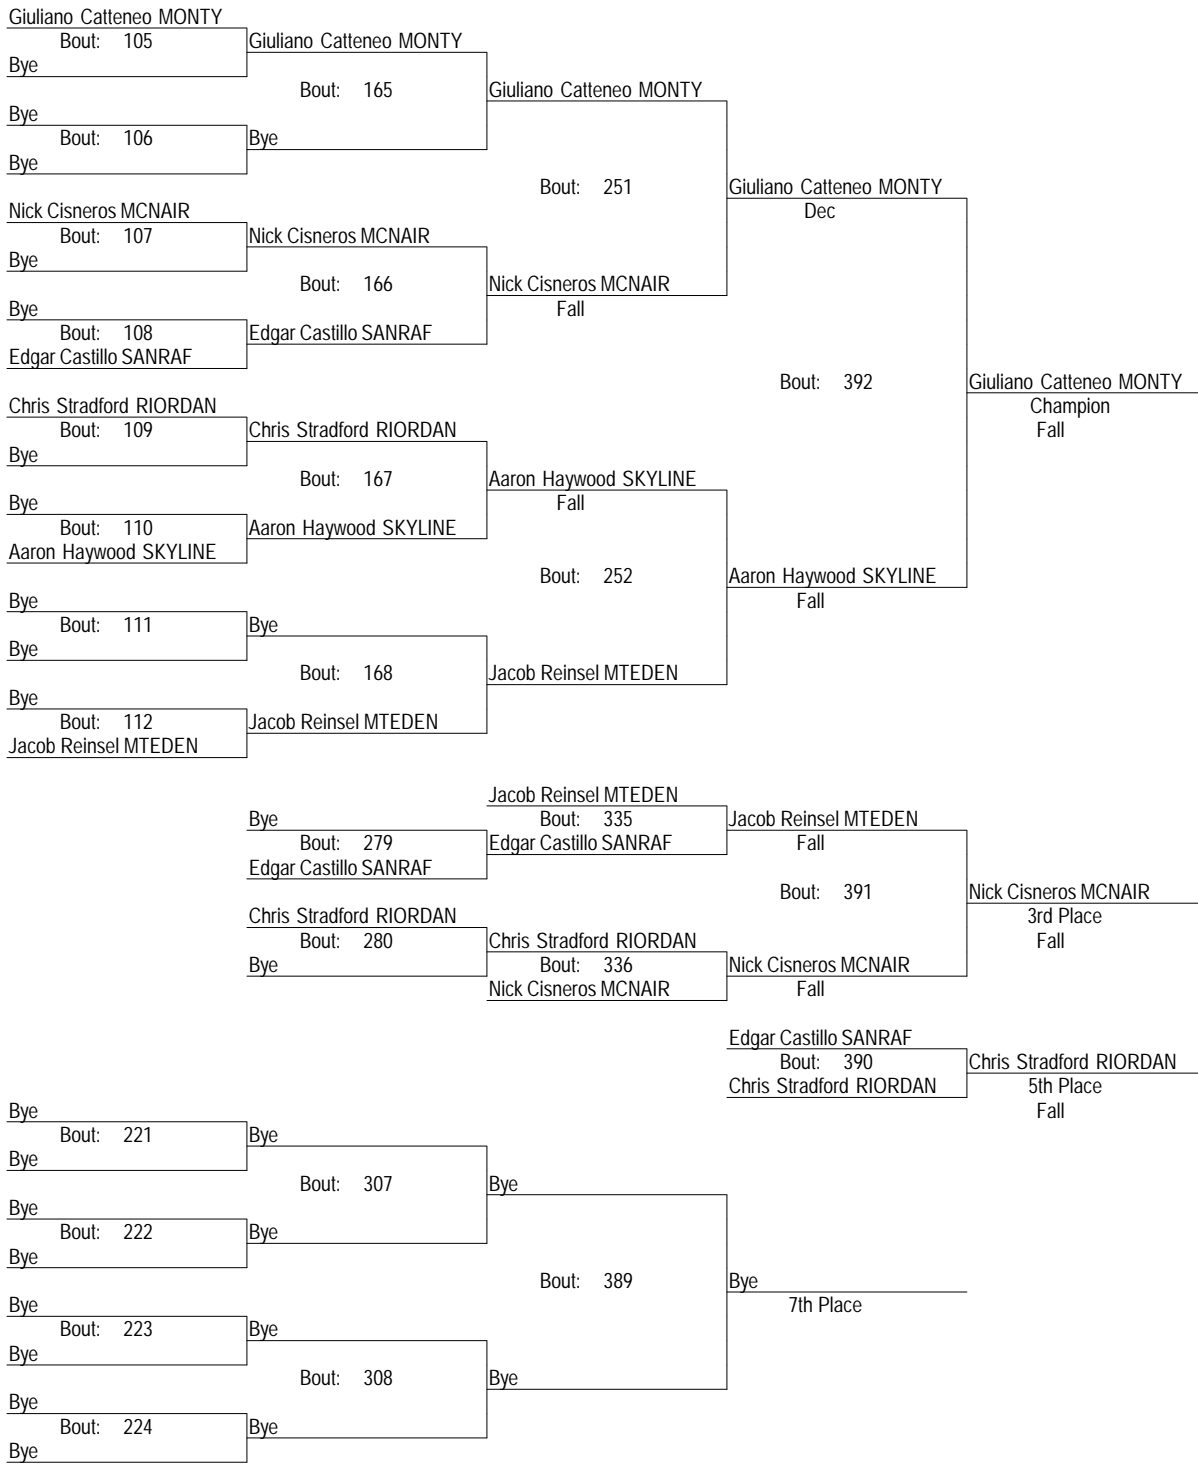 Giuliano Catteneo MONTY
Bout: 105
Giuliano Catteneo MONTY
Bye
Bout: 165
Giuliano Catteneo MONTY
Bye
Bout: 106
Bye
Bye
Bout: 251
Giuliano Catteneo MONTY
Dec
Nick Cisneros MCNAIR
Bout: 107
Nick Cisneros MCNAIR
Bye
Bout: 166
Nick Cisneros MCNAIR
Fall
Bye
Bout: 108
Edgar Castillo SANRAF
Edgar Castillo SANRAF
Bout: 392
Giuliano Catteneo MONTY
Champion
Fall
Chris Stradford RIORDAN
Bout: 109
Chris Stradford RIORDAN
Bye
Bout: 167
Aaron Haywood SKYLINE
Fall
Bye
Bout: 110
Aaron Haywood SKYLINE
Aaron Haywood SKYLINE
Bout: 252
Aaron Haywood SKYLINE
Fall
Bye
Bout: 111
Bye
Bye
Bout: 168
Jacob Reinsel MTEDEN
Bye
Bout: 112
Jacob Reinsel MTEDEN
Jacob Reinsel MTEDEN
Jacob Reinsel MTEDEN
Bye
Bout: 335
Jacob Reinsel MTEDEN
Fall
Bout: 279
Edgar Castillo SANRAF
Edgar Castillo SANRAF
Bout: 391
Nick Cisneros MCNAIR
3rd Place
Fall
Chris Stradford RIORDAN
Bout: 280
Chris Stradford RIORDAN
Bye
Bout: 336
Nick Cisneros MCNAIR
Fall
Nick Cisneros MCNAIR
Edgar Castillo SANRAF
Bout: 390
Chris Stradford RIORDAN
Chris Stradford RIORDAN
5th Place
Fall
Bye
Bout: 221
Bye
Bye
Bout: 307
Bye
Bye
Bout: 222
Bye
Bye
Bout: 389
Bye
7th Place
Bye
Bout: 223
Bye
Bye
Bout: 308
Bye
Bye
Bout: 224
Bye
Bye